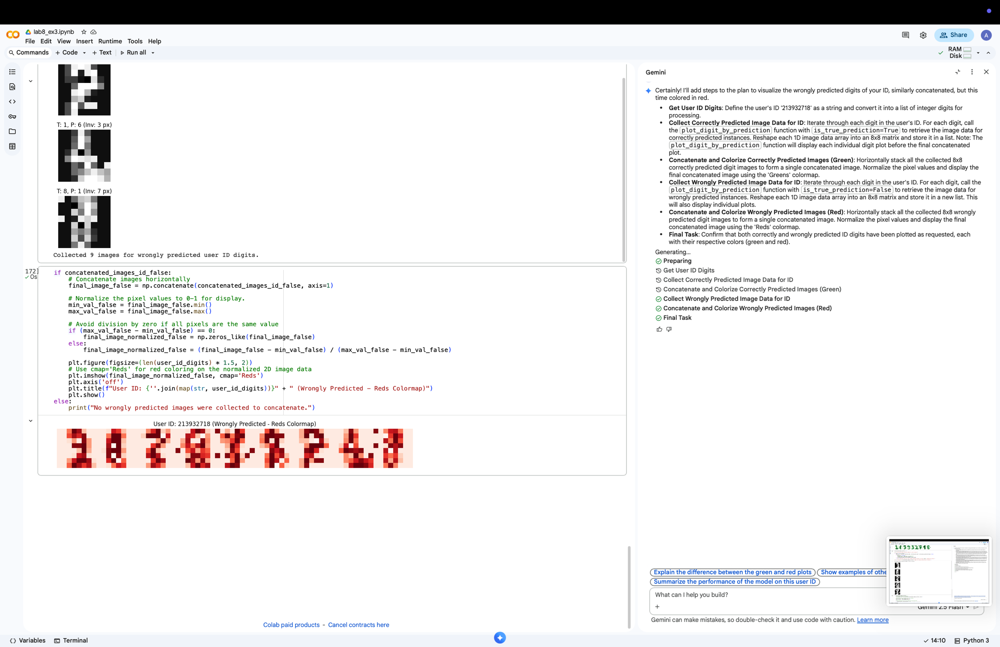 lab8_ex3.ipynb
File Edit View Insert Runtime Tools Help
Share
A
Commands + Code + Text Run all
RAM
Disk
T: 1, P: 6 (Inv: 3 px)
T: 8, P: 1 (Inv: 7 px)
Collected 9 images for wrongly predicted user ID digits.
172]
0s
if concatenated_images_id_false:
# Concatenate images horizontally
final_image_false = np.concatenate(concatenated_images_id_false, axis=1)
# Normalize the pixel values to 0-1 for display.
min_val_false = final_image_false.min()
max_val_false = final_image_false.max()
# Avoid division by zero if all pixels are the same value
if (max_val_false - min_val_false) == 0:
final_image_normalized_false = np.zeros_like(final_image_false)
else:
final_image_normalized_false = (final_image_false - min_val_false) / (max_val_false - min_val_false)
plt.figure(figsize=(len(user_id_digits) * 1.5, 2))
# Use cmap='Reds' for red coloring on the normalized 2D image data
plt.imshow(final_image_normalized_false, cmap='Reds')
plt.axis('off')
plt.title(f"User ID: {''.join(map(str, user_id_digits))}" + " (Wrongly Predicted - Reds Colormap)")
plt.show()
else:
print("No wrongly predicted images were collected to concatenate.")
User ID: 213932718 (Wrongly Predicted - Reds Colormap)
Colab paid products - Cancel contracts here
Gemini
Certainly! I'll add steps to the plan to visualize the wrongly predicted digits of your ID, similarly concatenated, but this
time colored in red.
• Get User ID Digits: Define the user's ID '213932718' as a string and convert it into a list of integer digits for
processing.
• Collect Correctly Predicted Image Data for ID: Iterate through each digit in the user's ID. For each digit, call
the plot_digit_by_prediction function with is_true_prediction=True to retrieve the image data for
correctly predicted instances. Reshape each 1D image data array into an 8x8 matrix and store it in a list. Note: The
plot_digit_by_prediction function will display each individual digit plot before the final concatenated
plot.
• Concatenate and Colorize Correctly Predicted Images (Green): Horizontally stack all the collected 8x8
correctly predicted digit images to form a single concatenated image. Normalize the pixel values and display the
final concatenated image using the 'Greens' colormap.
• Collect Wrongly Predicted Image Data for ID: Iterate through each digit in the user's ID. For each digit, call the
plot_digit_by_prediction function with is_true_prediction=False to retrieve the image data for
wrongly predicted instances. Reshape each 1D image data array into an 8x8 matrix and store it in a new list. This
will also display individual plots.
• Concatenate and Colorize Wrongly Predicted Images (Red): Horizontally stack all the collected 8x8 wrongly
predicted digit images to form a single concatenated image. Normalize the pixel values and display the final
concatenated image using the 'Reds' colormap.
• Final Task: Confirm that both correctly and wrongly predicted ID digits have been plotted as requested, each
with their respective colors (green and red).
Generating...
Preparing
Get User ID Digits
Collect Correctly Predicted Image Data for ID
Concatenate and Colorize Correctly Predicted Images (Green)
Collect Wrongly Predicted Image Data for ID
Concatenate and Colorize Wrongly Predicted Images (Red)
Final Task
Explain the difference between the green and red plots Show examples of othe
Summarize the performance of the model on this user ID
What can I help you build?
+
Gemini 2.5 Flash
Gemini can make mistakes, so double-check it and use code with caution. Learn more
Variables Terminal
14:10 Python 3